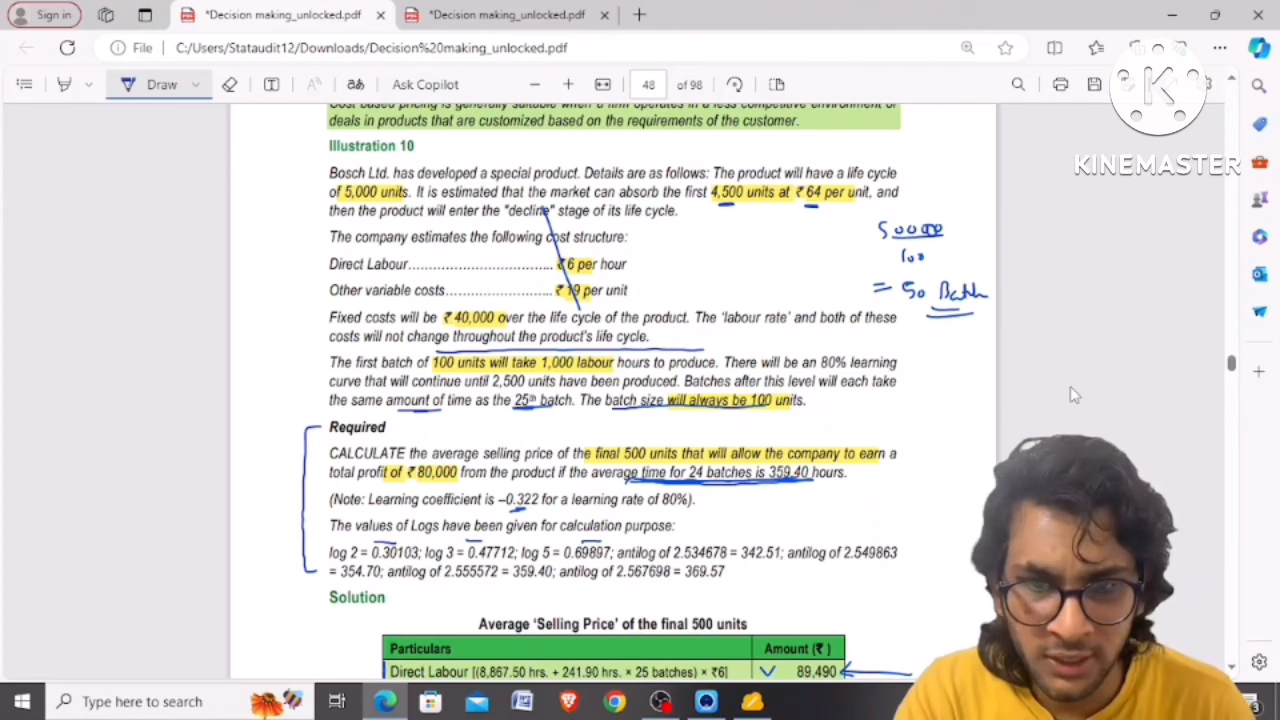 Sign in
*Decision making_unlocked.pdf
*Decision making_unlocked.pdf
File
C:/Users/Stataudit12/Downloads/Decision%20making_unlocked.pdf
Draw
Ask Copilot
48
of 98
KINEMASTER
deals in products that are customized based on the requirements of the customer.
Illustration 10
Bosch Ltd. has developed a special product. Details are as follows: The product will have a life cycle
of 5,000 units. It is estimated that the market can absorb the first 4,500 units at ₹ 64 per unit, and
then the product will enter the "decline" stage of its life cycle.
The company estimates the following cost structure:
Direct Labour........................................... ₹ 6 per hour
Other variable costs................................ ₹ 19 per unit
Fixed costs will be ₹ 40,000 over the life cycle of the product. The 'labour rate' and both of these
costs will not change throughout the product's life cycle.
The first batch of 100 units will take 1,000 labour hours to produce. There will be an 80% learning
curve that will continue until 2,500 units have been produced. Batches after this level will each take
the same amount of time as the 25th batch. The batch size will always be 100 units.
Required
CALCULATE the average selling price of the final 500 units that will allow the company to earn a
total profit of ₹ 80,000 from the product if the average time for 24 batches is 359.40 hours.
(Note: Learning coefficient is –0.322 for a learning rate of 80%).
The values of Logs have been given for calculation purpose:
log 2 = 0.30103; log 3 = 0.47712; log 5 = 0.69897; antilog of 2.534678 = 342.51; antilog of 2.549863
= 354.70; antilog of 2.555572 = 359.40; antilog of 2.567698 = 369.57
Solution
Average 'Selling Price' of the final 500 units
Particulars
Amount (₹ )
Direct Labour [(8,867.50 hrs. + 241.90 hrs. × 25 batches) × ₹6]
89,490
100
= 50 Batch
Type here to search